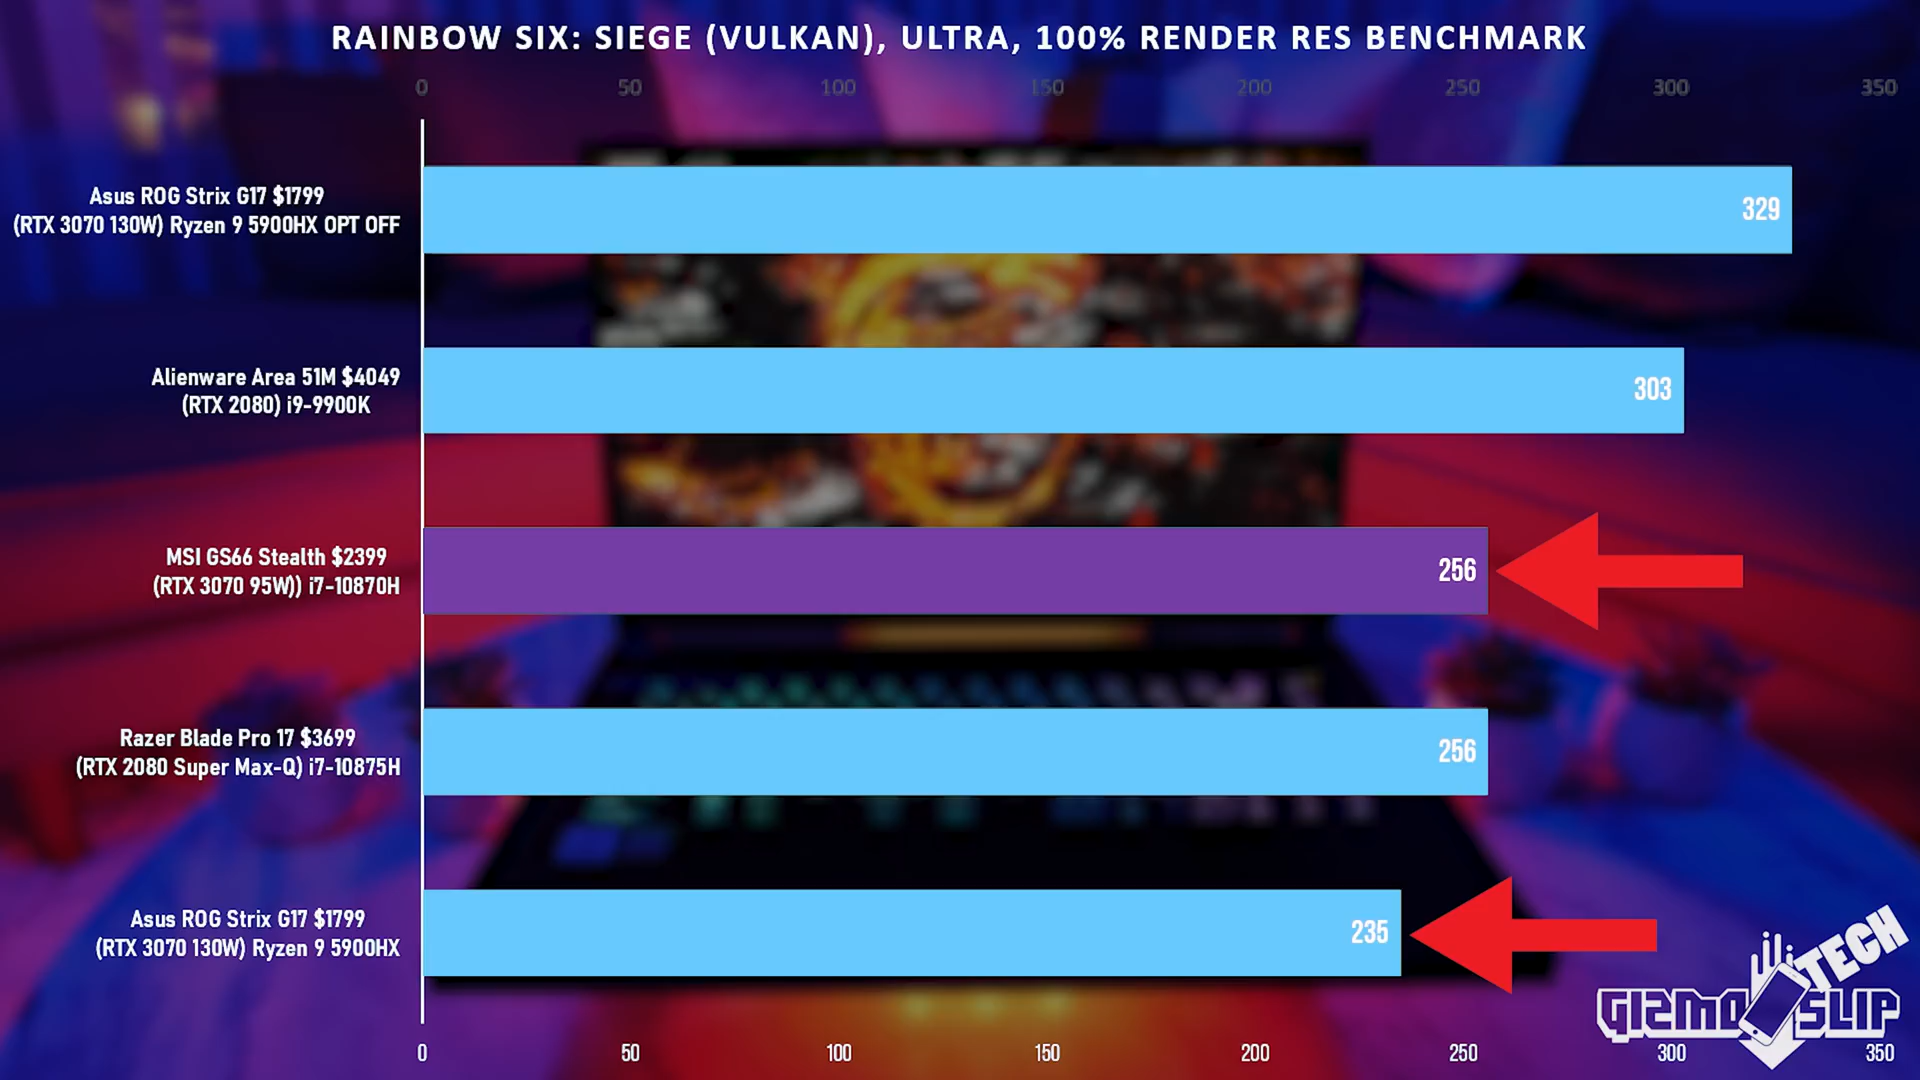 RAINBOW SIX: SIEGE (VULKAN), ULTRA, 100% RENDER RES BENCHMARK
0 50 100 150 200 250 300 350
Asus ROG Strix G17 $1799
(RTX 3070 130W) Ryzen 9 5900HX OPT OFF
329
Alienware Area 51M $4049
(RTX 2080) i9-9900K
303
MSI GS66 Stealth $2399
(RTX 3070 95W)) i7-10870H
256
Razer Blade Pro 17 $3699
(RTX 2080 Super Max-Q) i7-10875H
256
Asus ROG Strix G17 $1799
(RTX 3070 130W) Ryzen 9 5900HX
235
TECH
GIZMO SLIP
0 50 100 150 200 250 300 350